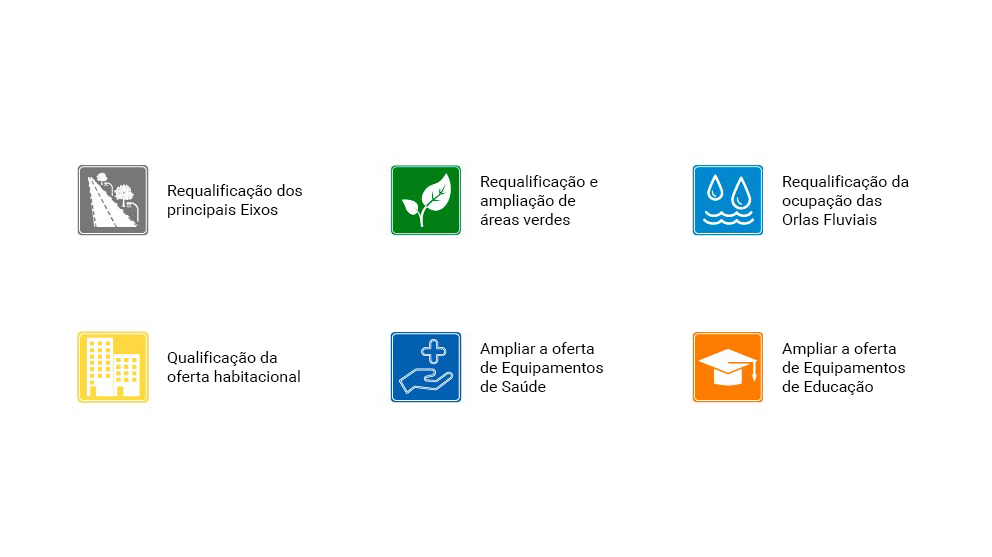 Requalificação dos
principais Eixos
Requalificação e
ampliação de
áreas verdes
Requalificação da
ocupação das
Orlas Fluviais
Qualificação da
oferta habitacional
Ampliar a oferta
de Equipamentos
de Saúde
Ampliar a oferta
de Equipamentos
de Educação